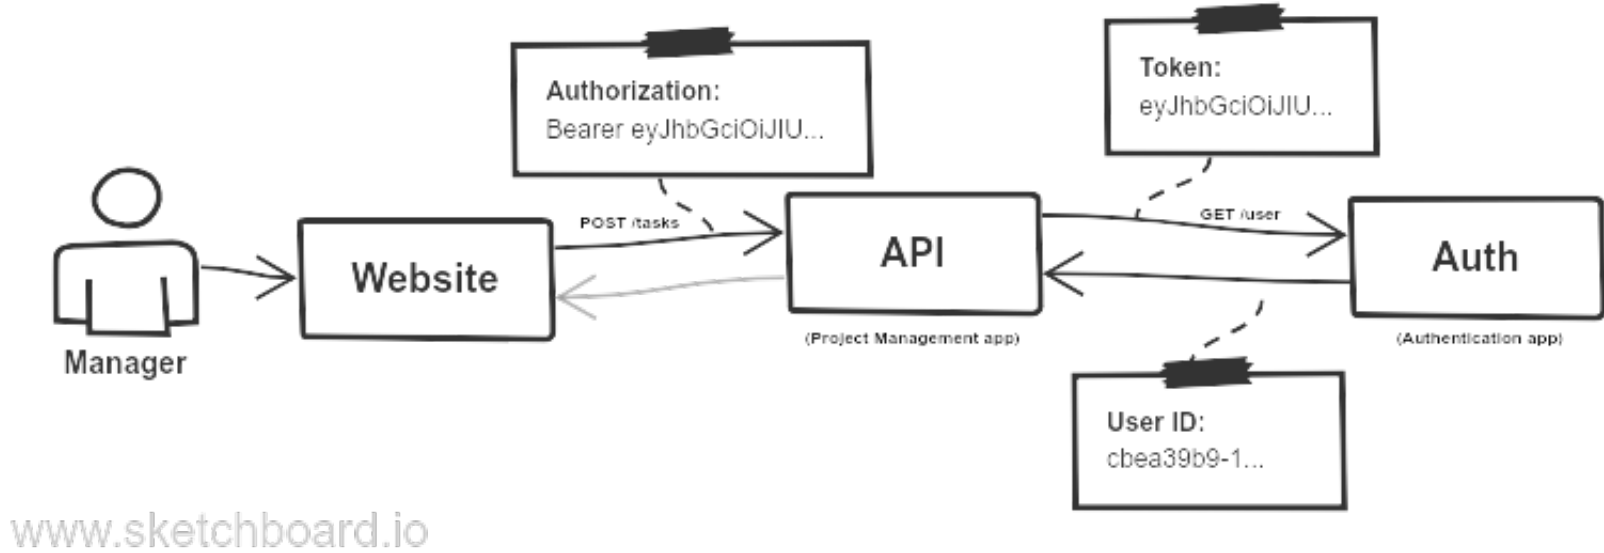 Authorization:
Bearer eyJhbGciOiJIU...
Token:
eyJhbGciOiJIU...
POST /tasks
GET /user
Website
API
Auth
(Project Management app)
(Authentication app)
Manager
User ID:
cbea39b9-1...
www.sketchboard.io